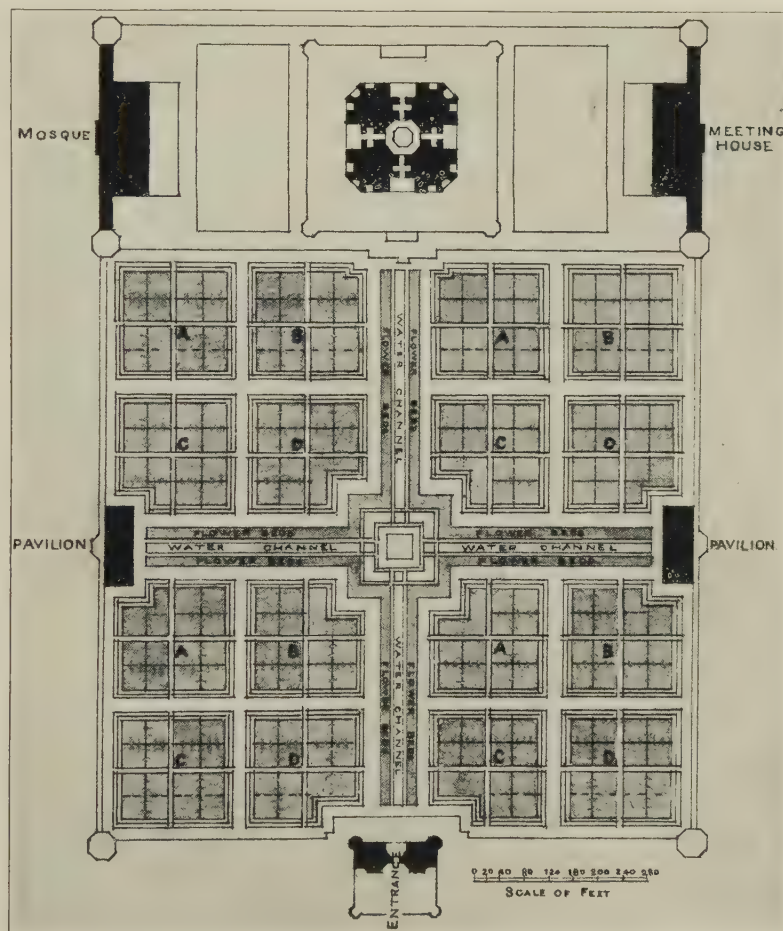 MOSQUE
MEETING
HOUSE
A
B
A
B
FLOWER BEDS
WATER CHANNEL
FLOWER BEDS
C
D
C
D
PAVILION
FLOWER BEDS
WATER CHANNEL
FLOWER BEDS
FLOWER BEDS
WATER CHANNEL
FLOWER BEDS
PAVILION
A
B
A
B
FLOWER BEDS
WATER CHANNEL
FLOWER BEDS
C
D
C
D
ENTRANCE
SCALE OF FEET